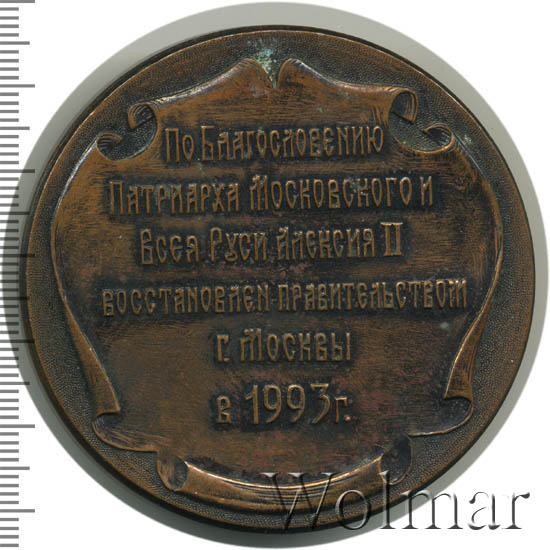 По Благословению
Патриарха Московского и
Всея Руси Алексия II
восстановлен правительством
г. Москвы
в 1993г.
Wolmar